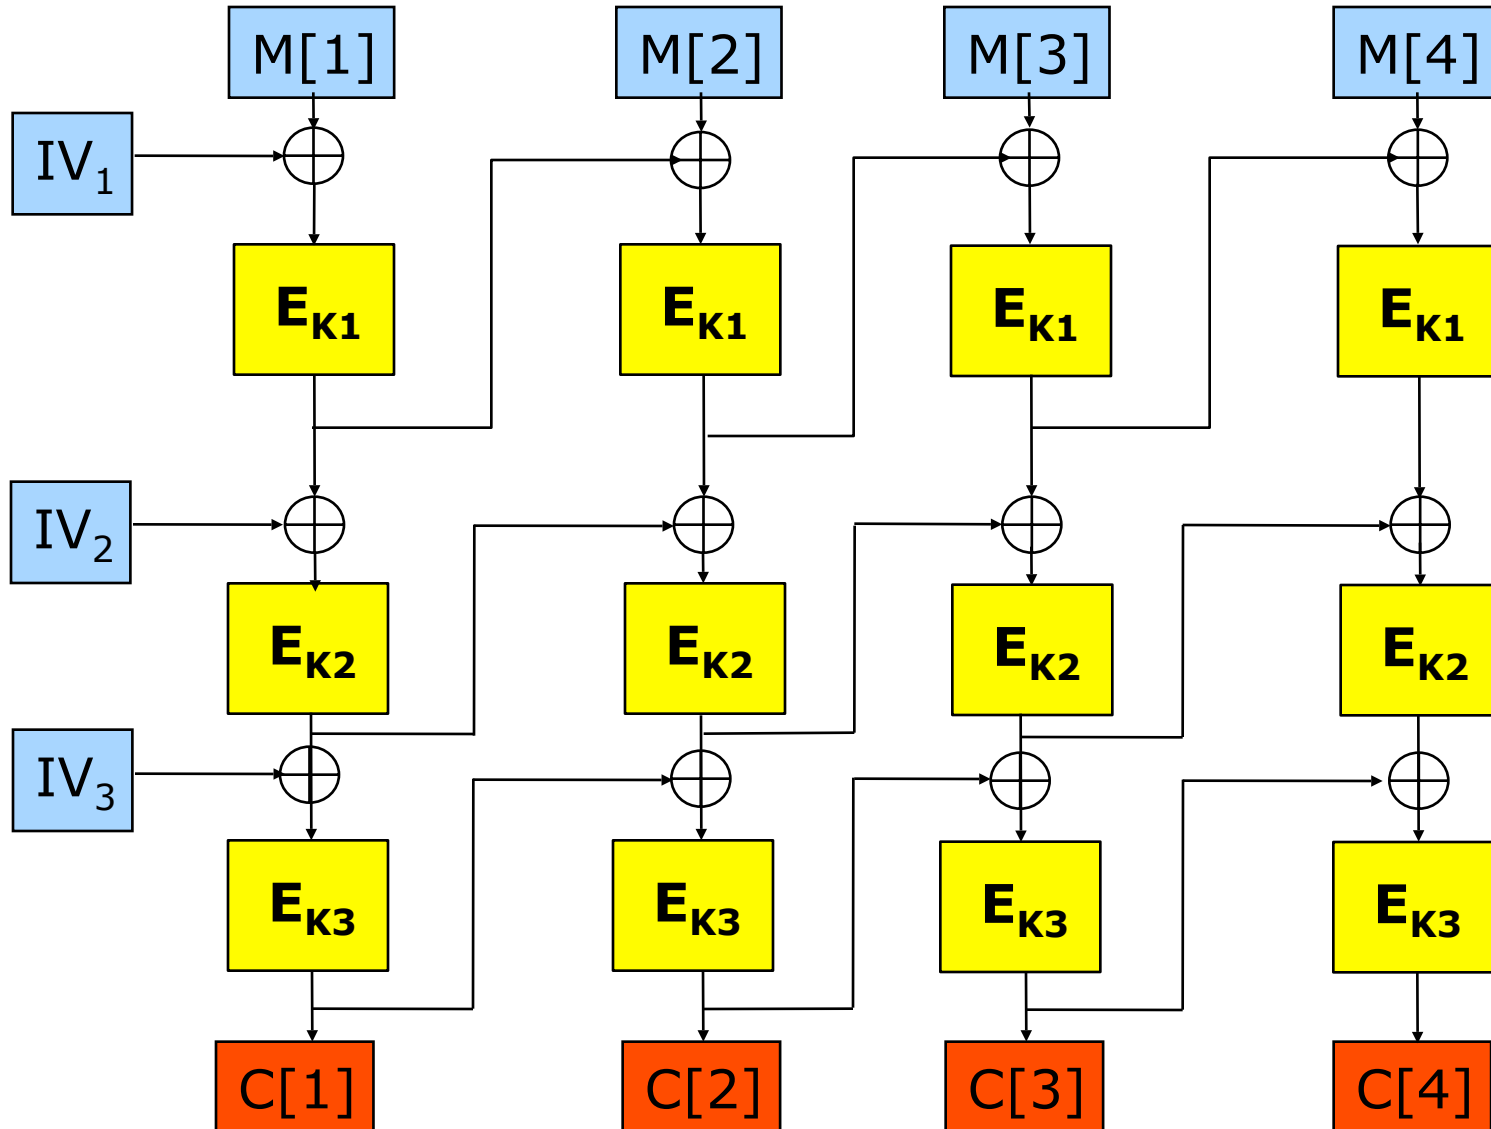 M[1] M[2] M[3] M[4]
IV1
EK1 EK1 EK1 EK1
IV2
EK2 EK2 EK2 EK2
IV3
EK3 EK3 EK3 EK3
C[1] C[2] C[3] C[4]